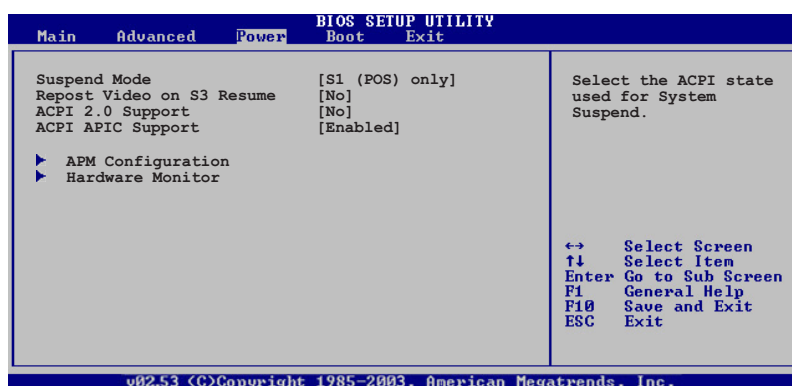 BIOS SETUP UTILITY
Main Advanced Power Boot Exit
Suspend Mode [S1 (POS) only]
Repost Video on S3 Resume [No]
ACPI 2.0 Support [No]
ACPI APIC Support [Enabled]
APM Configuration
Hardware Monitor
Select the ACPI state
used for System
Suspend.
←→ Select Screen
↑↓ Select Item
Enter Go to Sub Screen
F1 General Help
F10 Save and Exit
ESC Exit
v02.53 (C)Copyright 1985-2003, American Megatrends, Inc.